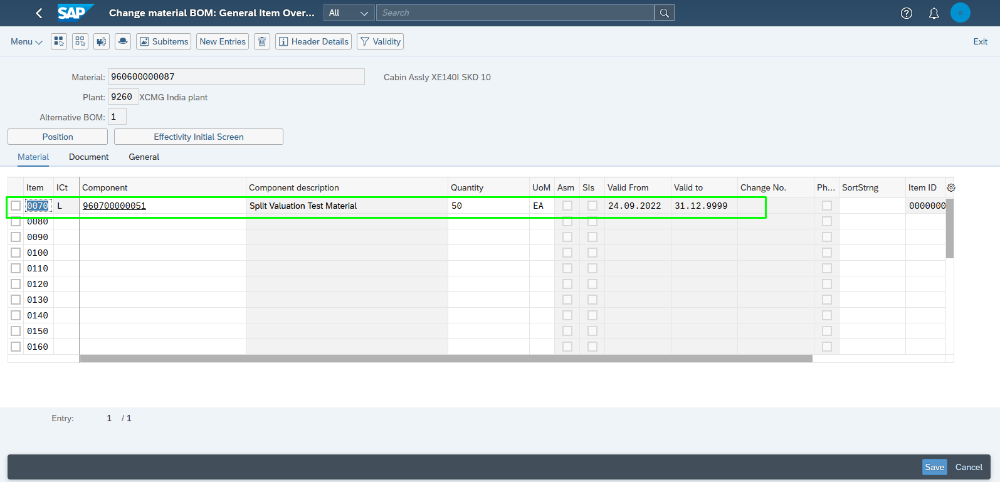 SAP Change material BOM: General Item Over... All Search a
Menu Subitems New Entries Header Details Validity Exit
Material: 960600000087 Cabin Assly XE140I SKD 10
Plant: 9260 XCMG India plant
Alternative BOM: 1
Position Effectivity Initial Screen
Material Document General
Item ICt Component Component description Quantity UoM Asm SIs Valid From Valid to Change No. Ph... SortStrng Item ID
0070 L 960700000051 Split Valuation Test Material 50 EA 24.09.2022 31.12.9999 0000000
0080
0090
0100
0110
0120
0130
0140
0150
0160
Entry: 1 / 1
Save Cancel